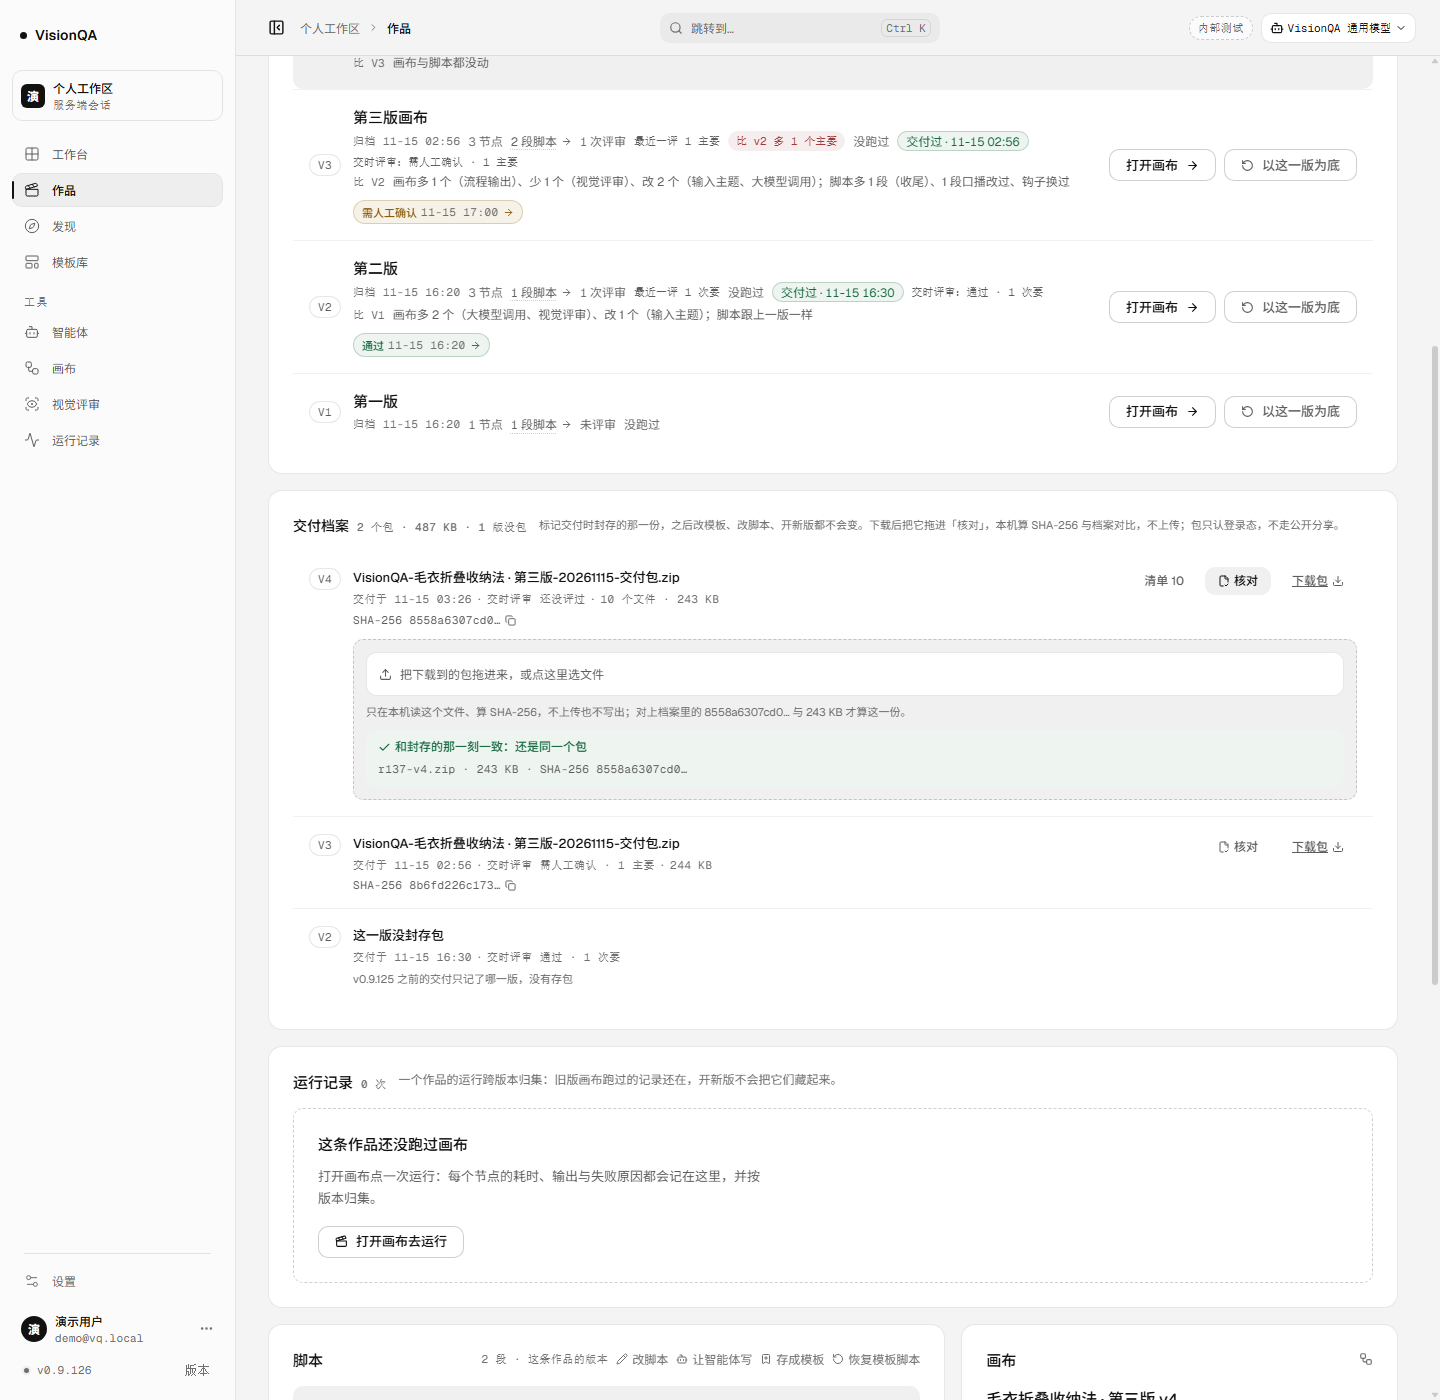 VisionQA
个人工作区 > 作品
跳转到…
Ctrl K
内部测试
VisionQA 通用模型
演
个人工作区
服务端会话
工作台
作品
发现
模板库
工具
智能体
画布
视觉评审
运行记录
比 V3 画布与脚本都没动
第三版画布
V3
归档 11-15 02:56 3 节点 2 段脚本 → 1 次评审 最近一评 1 主要 比 v2 多 1 个主要 没跑过 交付过 · 11-15 02:56
交时评审: 需人工确认 · 1 主要
比 V2 画布多 1 个（流程输出）、少 1 个（视觉评审）、改 2 个（输入主题、大模型调用）；脚本多 1 段（收尾）、1 段口播改过、钩子换过
需人工确认 11-15 17:00 →
打开画布 →
以这一版为底
第二版
V2
归档 11-15 16:20 3 节点 1 段脚本 → 1 次评审 最近一评 1 次要 没跑过 交付过 · 11-15 16:30 交时评审: 通过 · 1 次要
比 V1 画布多 2 个（大模型调用、视觉评审）、改 1 个（输入主题）；脚本跟上一版一样
通过 11-15 16:20 →
打开画布 →
以这一版为底
第一版
V1
归档 11-15 16:20 1 节点 1 段脚本 → 未评审 没跑过
打开画布 →
以这一版为底
交付档案 2 个包 · 487 KB · 1 版没包 标记交付时封存的那一份，之后改模板、改脚本、开新版都不会变。下载后把它拖进「核对」，本机算 SHA-256 与档案对比，不上传；包只认登录态，不走公开分享。
V4
VisionQA-毛衣折叠收纳法 · 第三版-20261115-交付包.zip
清单 10
核对
下载包
交付于 11-15 03:26 · 交时评审 还没评过 · 10 个文件 · 243 KB
SHA-256 8558a6307cd0…
把下载到的包拖进来，或点这里选文件
只在本机读这个文件、算 SHA-256，不上传也不写出；对上档案里的 8558a6307cd0… 与 243 KB 才算这一份。
和封存的那一刻一致：还是同一个包
r137-v4.zip · 243 KB · SHA-256 8558a6307cd0…
V3
VisionQA-毛衣折叠收纳法 · 第三版-20261115-交付包.zip
核对
下载包
交付于 11-15 02:56 · 交时评审 需人工确认 · 1 主要 · 244 KB
SHA-256 8b6fd226c173…
V2
这一版没封存包
交付于 11-15 16:30 · 交时评审 通过 · 1 次要
v0.9.125 之前的交付只记了哪一版，没有存包
运行记录 0 次 一个作品的运行跨版本归集：旧版画布跑过的记录还在，开新版不会把它们藏起来。
这条作品还没跑过画布
打开画布点一次运行：每个节点的耗时、输出与失败原因都会记在这里，并按
版本归集。
打开画布去运行
设置
演
演示用户
demo@vq.local
v0.9.126
版本
脚本
2 段 · 这条作品的版本 改脚本 让智能体写 存成模板 恢复模板脚本
画布
毛衣折叠收纳法 · 第三版 v4